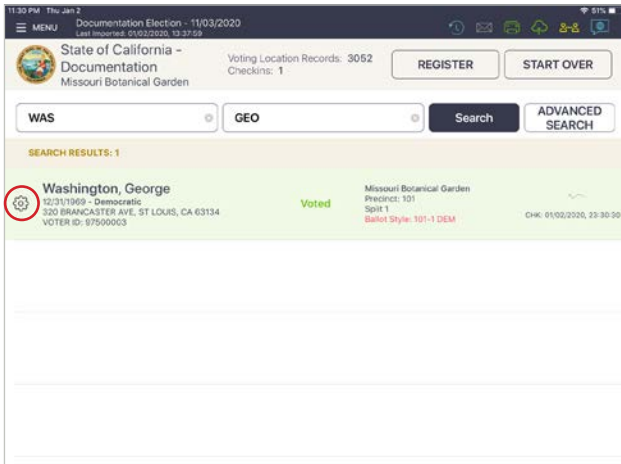 11:30 PM Thu Jan 2
51%
MENU
Documentation Election - 11/03/2020
Last Imported: 01/02/2020, 13:37:59
State of California -
Documentation
Missouri Botanical Garden
Voting Location Records: 3052
Checkins: 1
REGISTER
START OVER
WAS
GEO
Search
ADVANCED
SEARCH
SEARCH RESULTS: 1
Washington, George
12/31/1969 - Democratic
320 BRANCASTER AVE, ST LOUIS, CA 63134
VOTER ID: 97500003
Voted
Missouri Botanical Garden
Precinct: 101
Split 1
Ballot Style: 101-1 DEM
CHK: 01/02/2020, 23:30:30